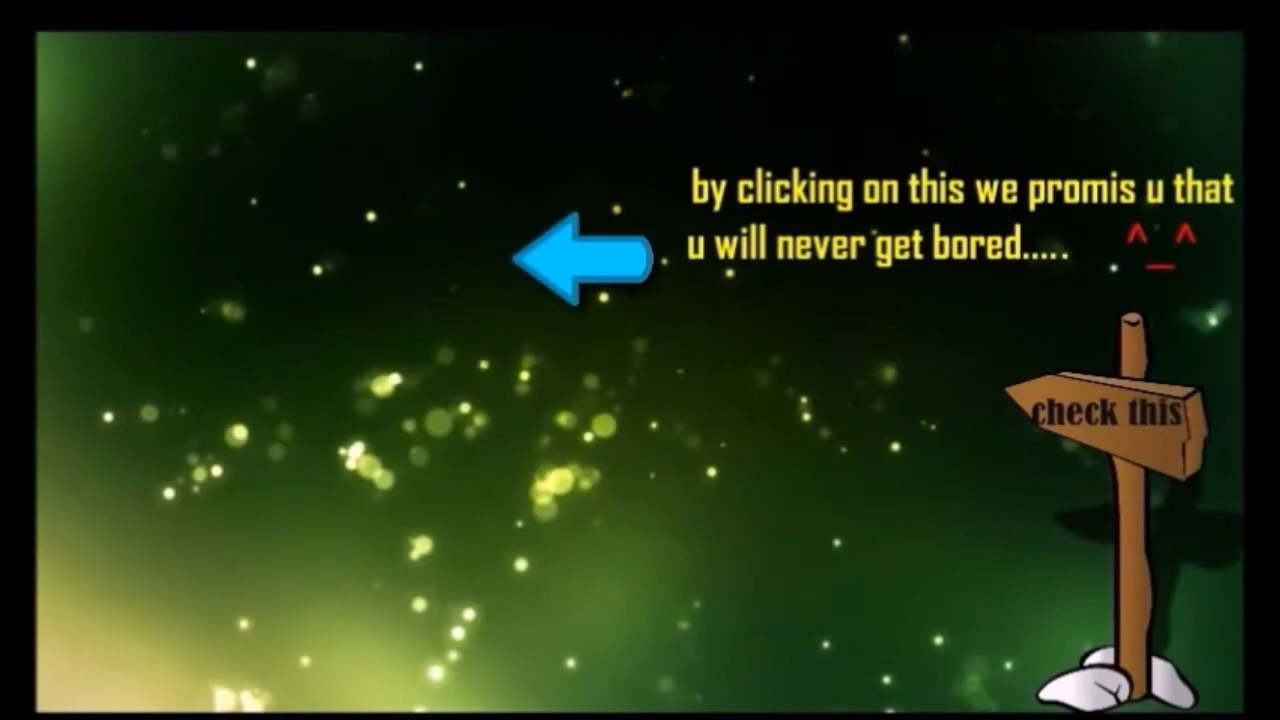 by clicking on this we promis u that
u will never get bored..... ^_^
check this